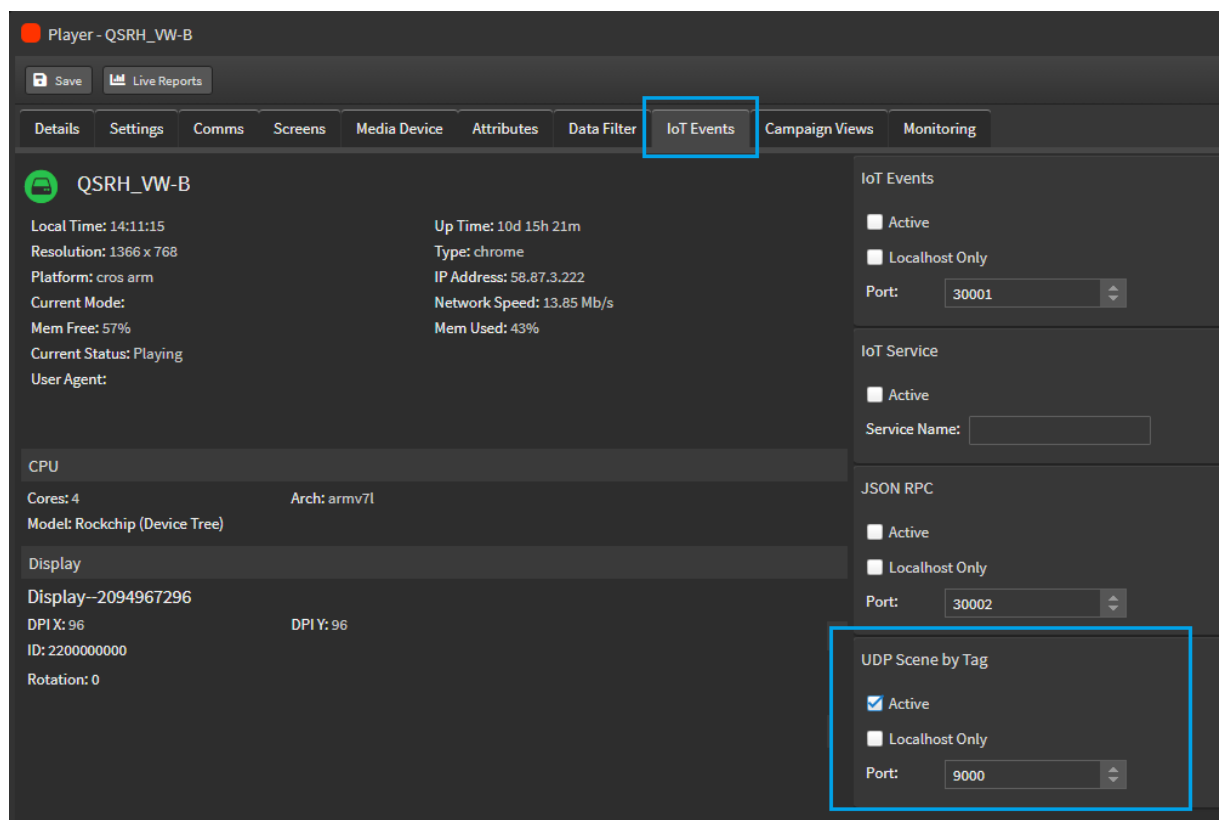 Player - QSRH_VW-B
Save Live Reports
Details Settings Comms Screens Media Device Attributes Data Filter IoT Events Campaign Views Monitoring
QSRH_VW-B
Local Time: 14:11:15
Resolution: 1366 x 768
Platform: cros arm
Current Mode:
Mem Free: 57%
Current Status: Playing
User Agent:
Up Time: 10d 15h 21m
Type: chrome
IP Address: 58.87.3.222
Network Speed: 13.85 Mb/s
Mem Used: 43%
CPU
Cores: 4 Arch: armv7l
Model: Rockchip (Device Tree)
Display
Display--2094967296
DPI X: 96 DPI Y: 96
ID: 2200000000
Rotation: 0
IoT Events
Active
Localhost Only
Port: 30001
IoT Service
Active
Service Name:
JSON RPC
Active
Localhost Only
Port: 30002
UDP Scene by Tag
Active
Localhost Only
Port: 9000